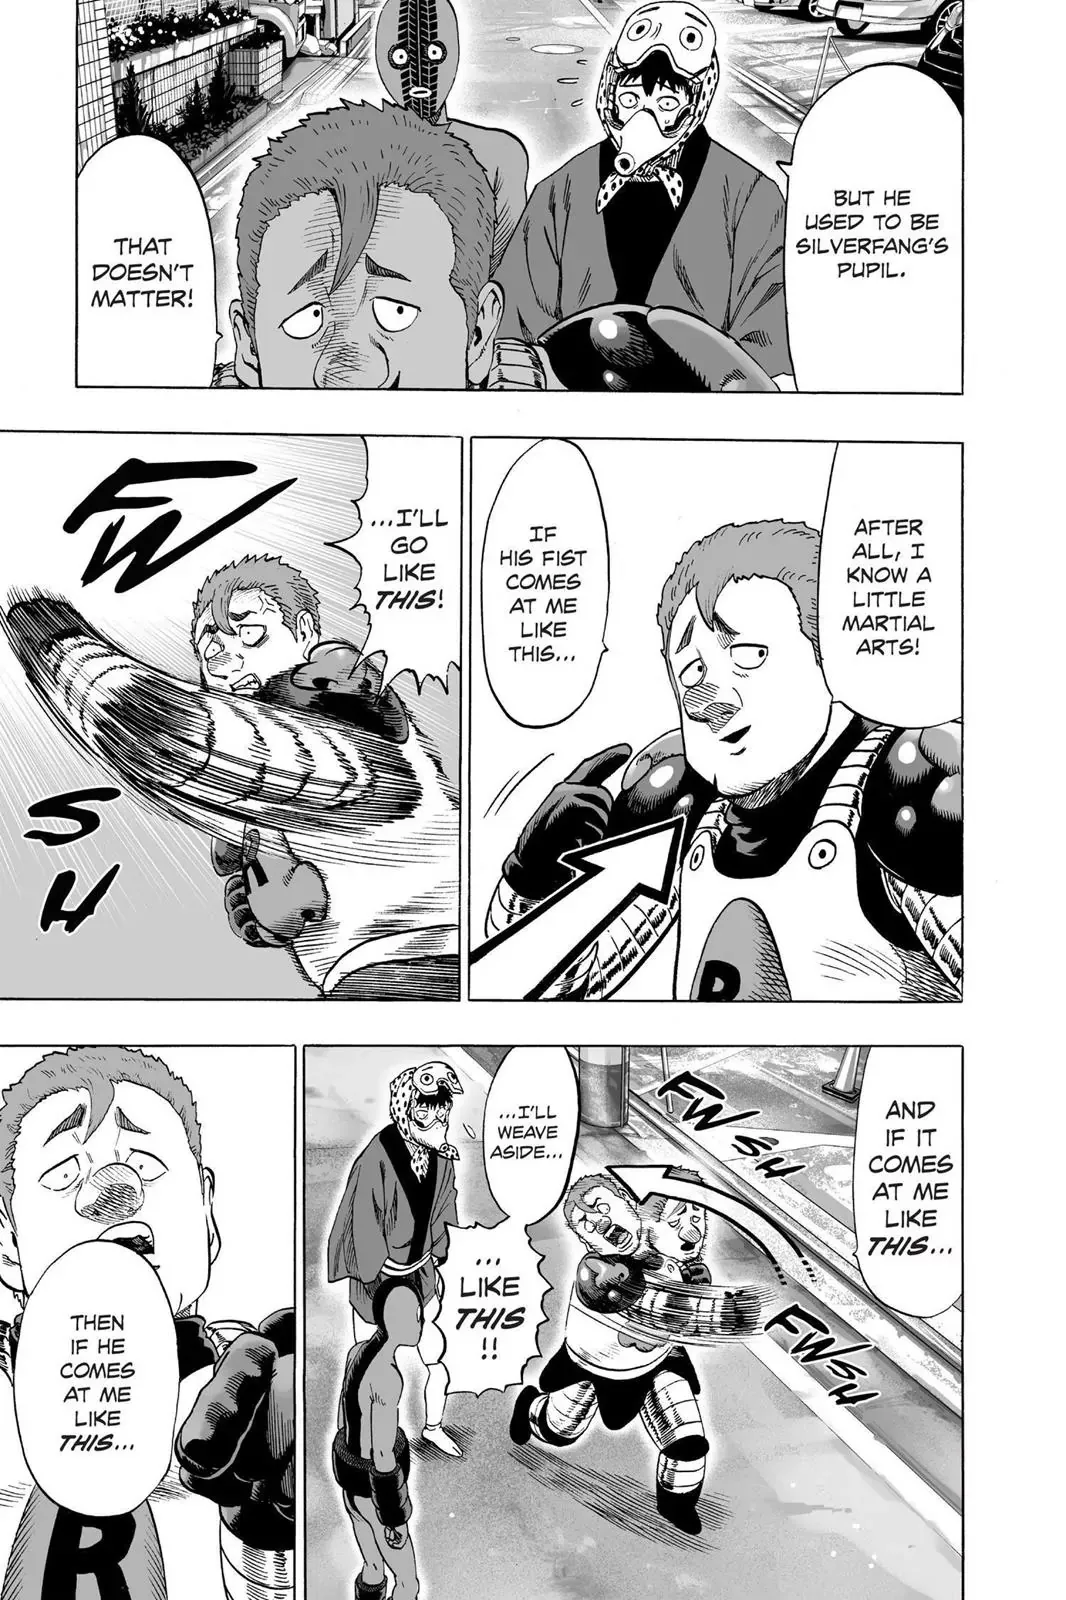 BUT HE
USED TO BE
SILVERFANG'S
PUPIL.
THAT
DOESN'T
MATTER!
AFTER
ALL, I
KNOW A
LITTLE
MARTIAL
ARTS!
IF
HIS FIST
COMES
AT ME
LIKE
THIS...
R
...I'LL
GO
LIKE
THIS!
FW
SH
AND
IF IT
COMES
AT ME
LIKE
THIS...
FWSH
FWSH
...I'LL
WEAVE
ASIDE...
...
LIKE
THIS
!!
THEN
IF HE
COMES
AT ME
LIKE
THIS...
R